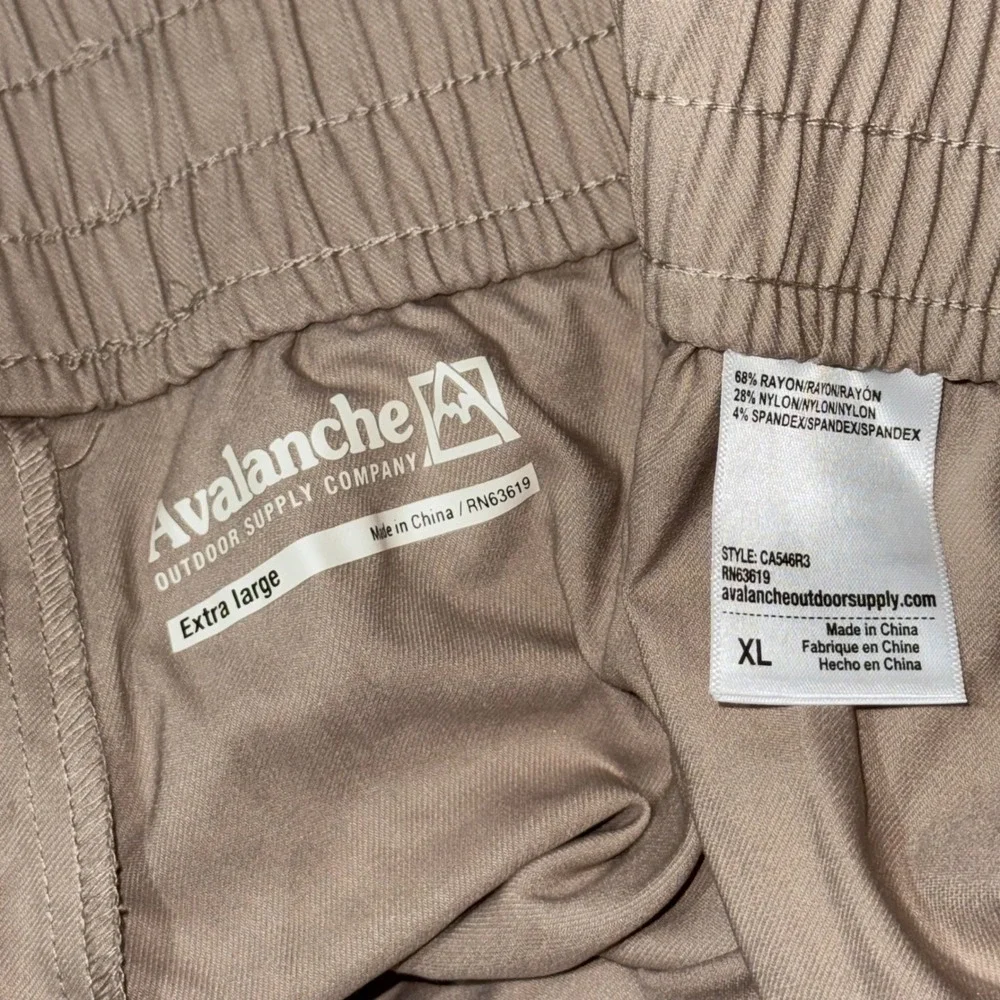 Avalanche
OUTDOOR SUPPLY COMPANY
Made in China / RN63619
Extra large
68% RAYON/RAYON/RAYÓN
28% NYLON/NYLON/NYLON
4% SPANDEX/SPANDEX/SPANDEX
STYLE: CA546R3
RN63619
avalancheoutdoorsupply.com
XL
Made in China
Fabrique en Chine
Hecho en China